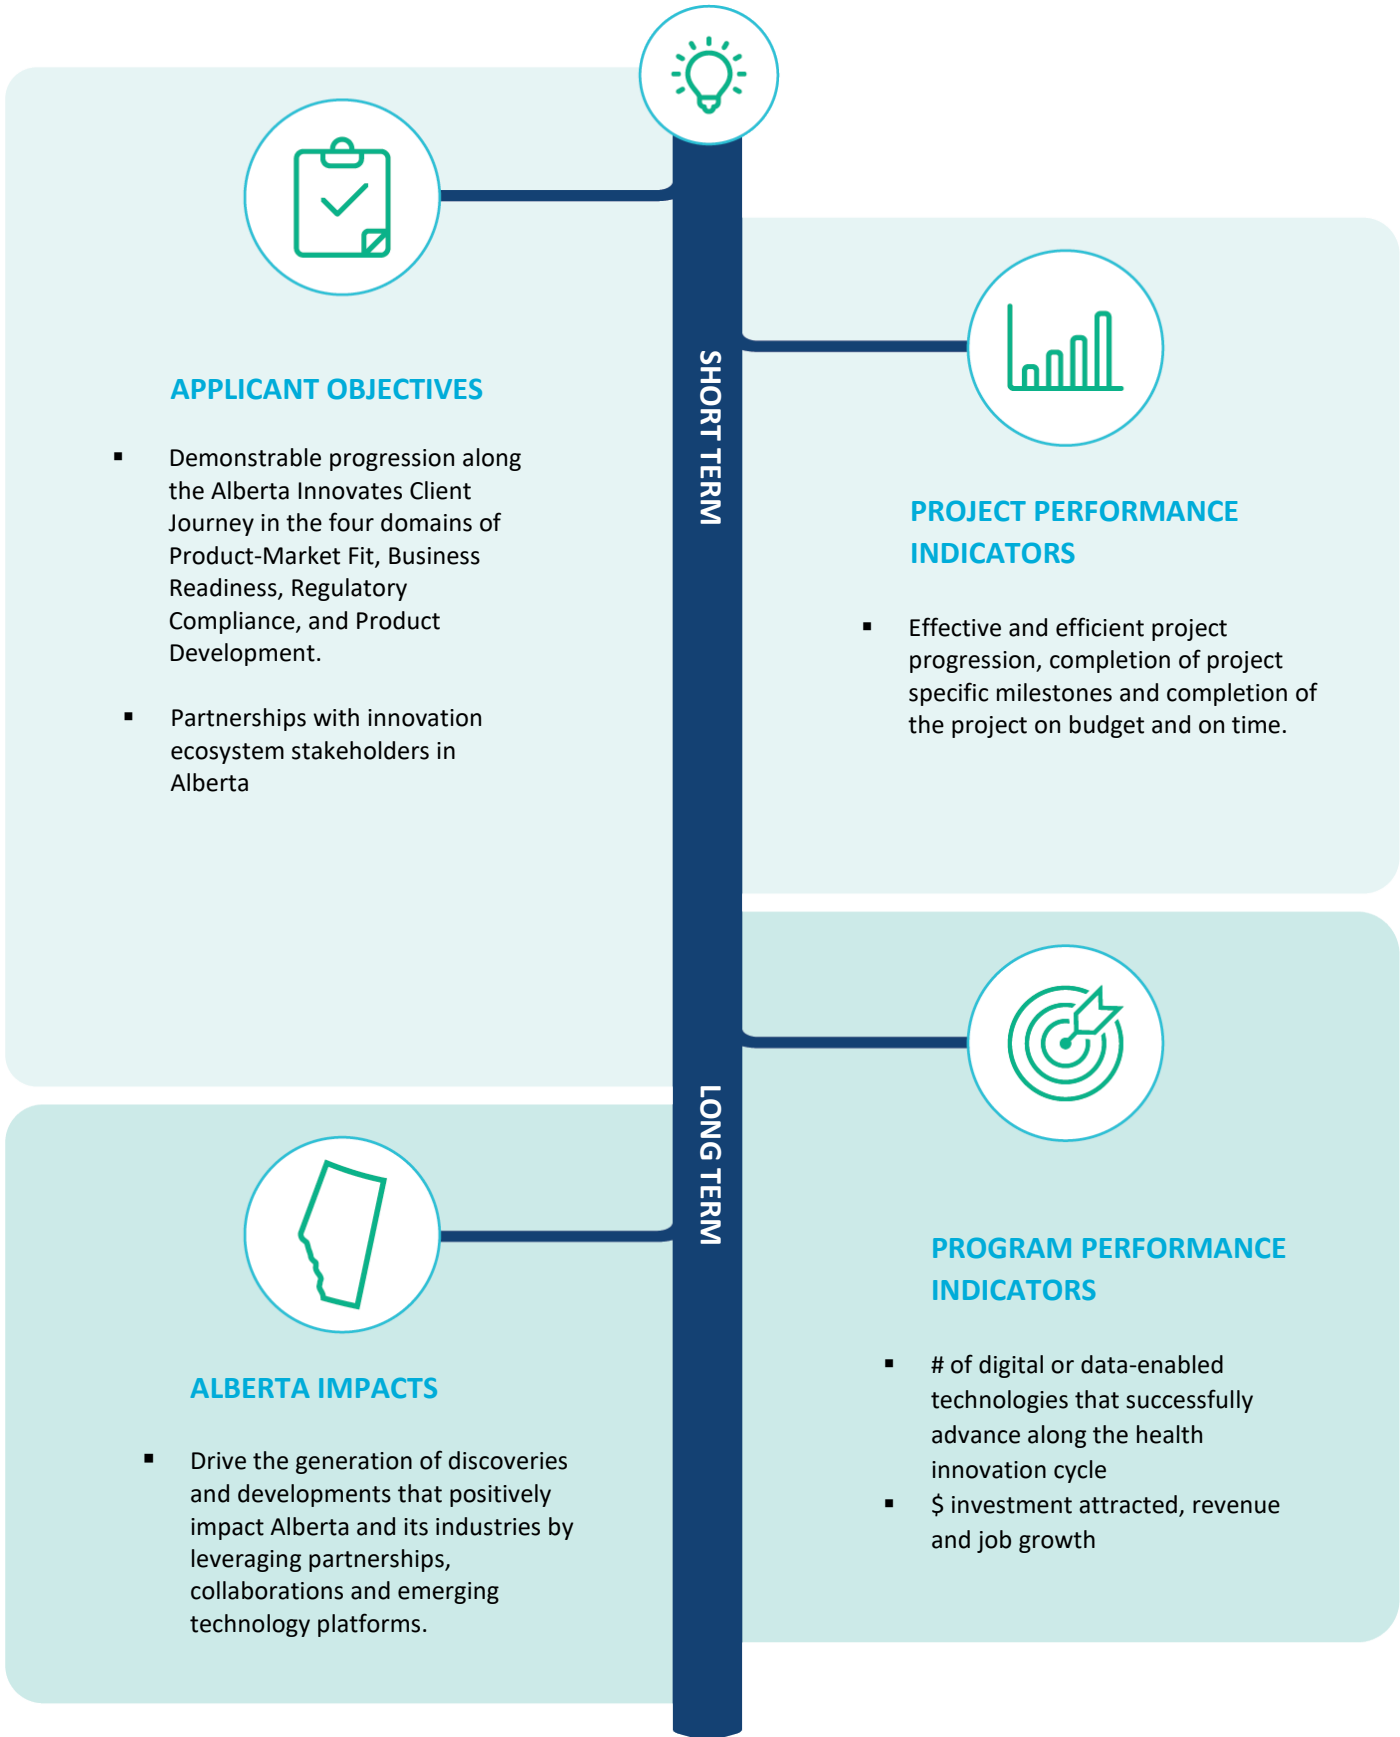 APPLICANT OBJECTIVES
▪ Demonstrable progression along
the Alberta Innovates Client
Journey in the four domains of
Product-Market Fit, Business
Readiness, Regulatory
Compliance, and Product
Development.
▪ Partnerships with innovation
ecosystem stakeholders in
Alberta
SHORT TERM
PROJECT PERFORMANCE
INDICATORS
▪ Effective and efficient project
progression, completion of project
specific milestones and completion of
the project on budget and on time.
LONG TERM
PROGRAM PERFORMANCE
INDICATORS
▪ # of digital or data-enabled
technologies that successfully
advance along the health
innovation cycle
▪ $ investment attracted, revenue
and job growth
ALBERTA IMPACTS
▪ Drive the generation of discoveries
and developments that positively
impact Alberta and its industries by
leveraging partnerships,
collaborations and emerging
technology platforms.